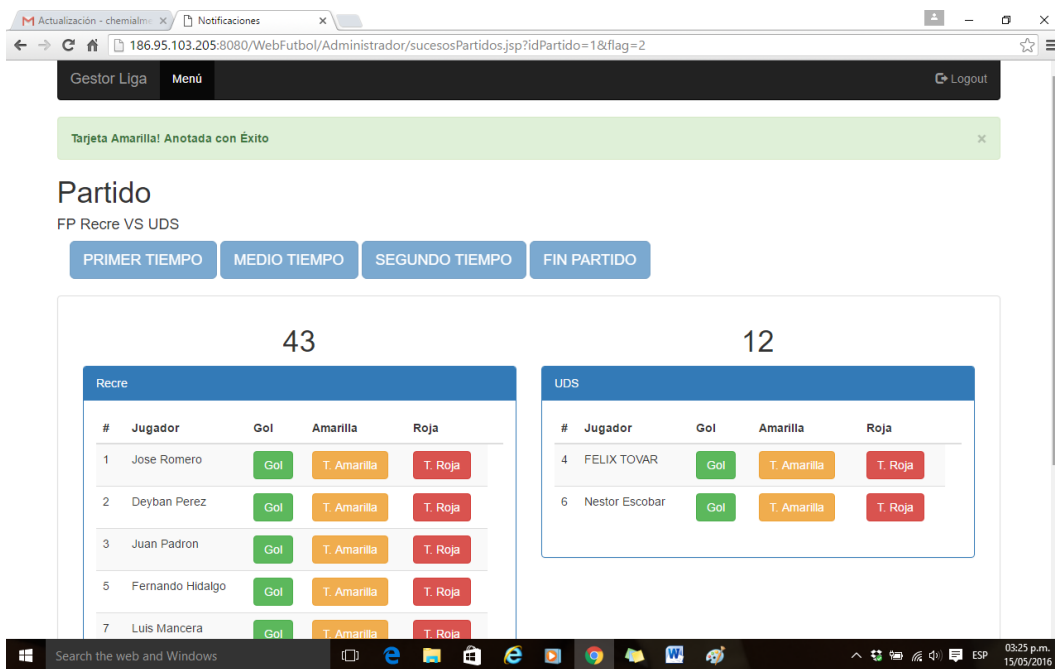 Actualización - chemialme
Notificaciones
186.95.103.205:8080/WebFutbol/Administrador/sucesosPartidos.jsp?idPartido=1&flag=2
Gestor Liga Menú Logout
Tarjeta Amarilla! Anotada con Éxito ×
Partido
FP Recre VS UDS
PRIMER TIEMPO MEDIO TIEMPO SEGUNDO TIEMPO FIN PARTIDO
43
Recre
# Jugador Gol Amarilla Roja
1 Jose Romero Gol T. Amarilla T. Roja
2 Deyban Perez Gol T. Amarilla T. Roja
3 Juan Padron Gol T. Amarilla T. Roja
5 Fernando Hidalgo Gol T. Amarilla T. Roja
7 Luis Mancera Gol T. Amarilla T. Roja
12
UDS
# Jugador Gol Amarilla Roja
4 FELIX TOVAR Gol T. Amarilla T. Roja
6 Nestor Escobar Gol T. Amarilla T. Roja
Search the web and Windows
ESP
03:25 p.m.
15/05/2016